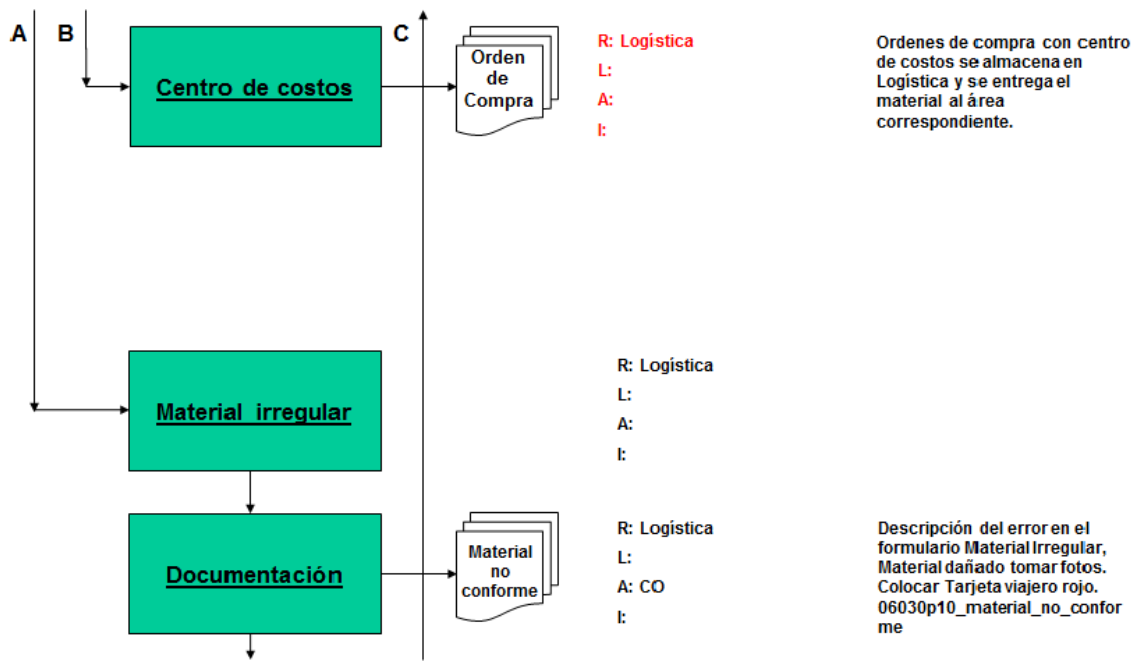 A
B
C
Centro de costos
Orden
de
Compra
R: Logística
L:
A:
I:
Ordenes de compra con centro
de costos se almacena en
Logística y se entrega el
material al área
correspondiente.
Material irregular
R: Logística
L:
A:
I:
Documentación
Material
no
conforme
R: Logística
L:
A: CO
I:
Descripción del error en el
formulario Material Irregular,
Material dañado tomar fotos.
Colocar Tarjeta viajero rojo.
06030p10_material_no_confor
me